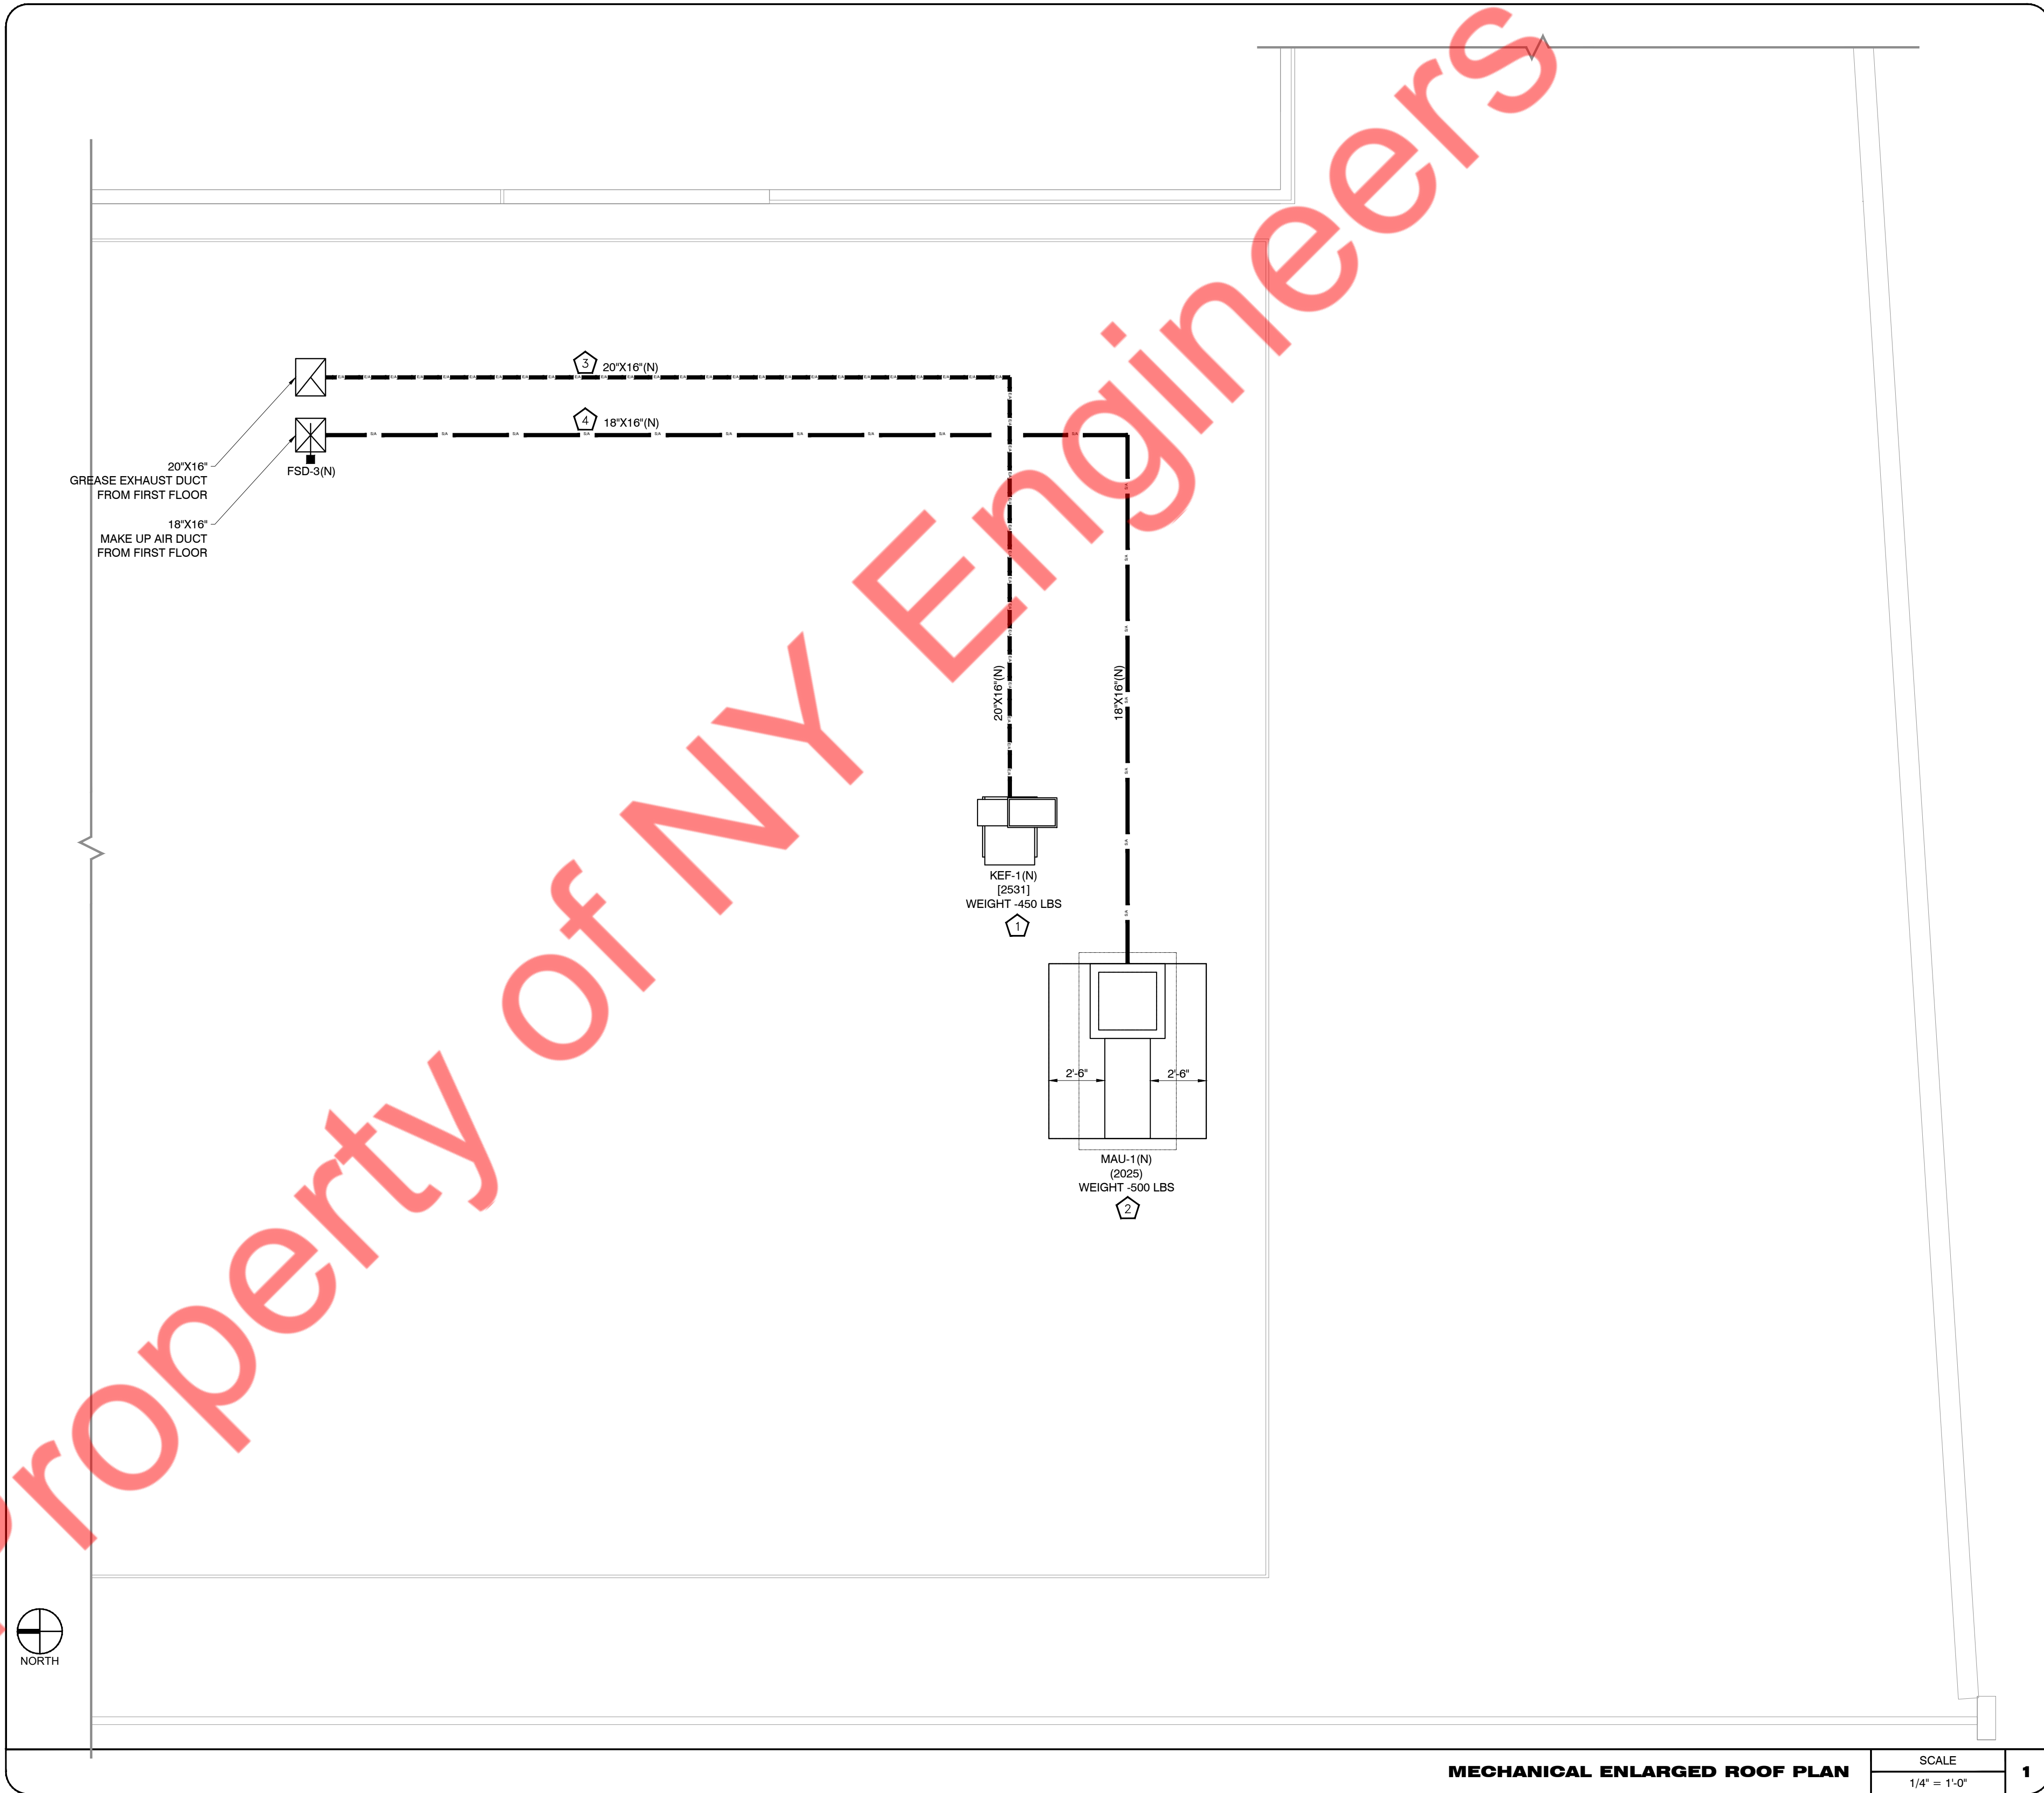 Property of NY Engineers
3
20"X16"(N)
4
18"X16"(N)
FSD-3(N)
20"X16"
GREASE EXHAUST DUCT
FROM FIRST FLOOR
18"X16"
MAKE UP AIR DUCT
FROM FIRST FLOOR
20"X16"(N)
18"X16"(N)
KEF-1(N)
[2531]
WEIGHT -450 LBS
1
2'-6"
2'-6"
MAU-1(N)
(2025)
WEIGHT -500 LBS
2
NORTH
MECHANICAL ENLARGED ROOF PLAN
SCALE
1/4" = 1'-0"
1